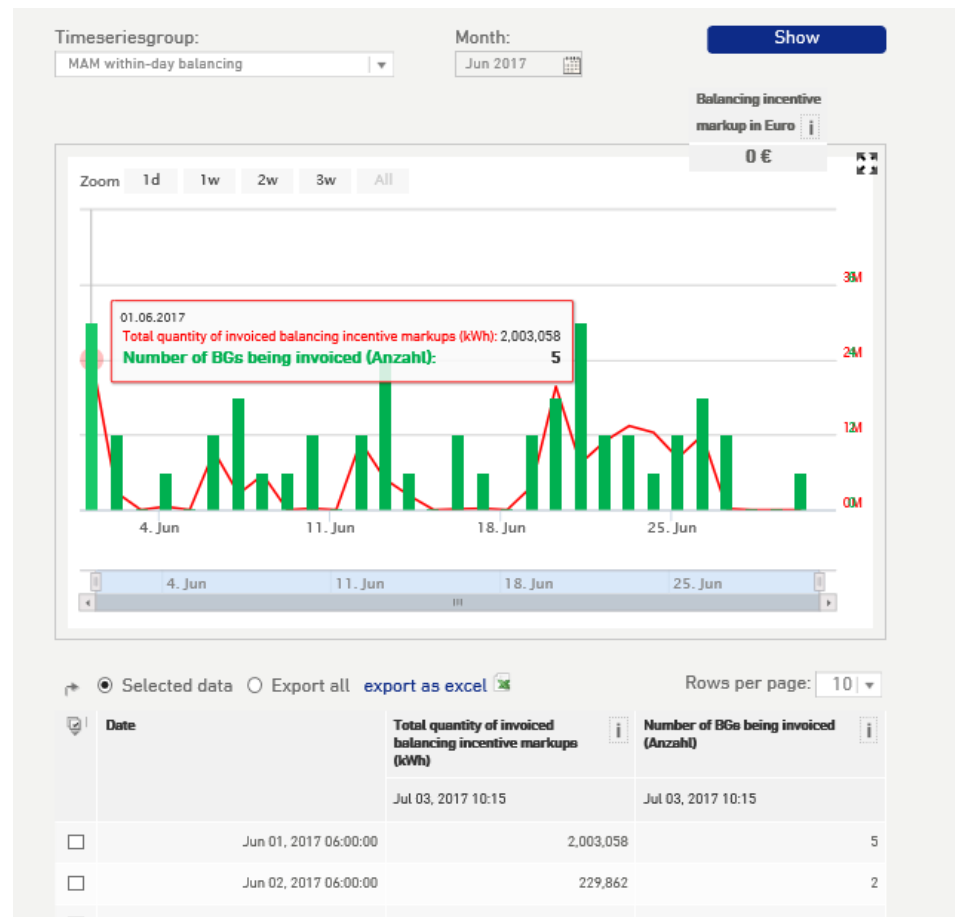 Timeseriesgroup:
Month:
Show
MAM within-day balancing
Jun 2017
Balancing incentive
markup in Euro i
0 €
Zoom 1d 1w 2w 3w All
01.06.2017
Total quantity of invoiced balancing incentive markups (kWh): 2,003,058
Number of BGs being invoiced (Anzahl): 5
4. Jun 11. Jun 18. Jun 25. Jun
4. Jun 11. Jun 18. Jun 25. Jun
Selected data Export all export as excel
Rows per page: 10
Date
Total quantity of invoiced
balancing incentive markups
(kWh)
i
Number of BGs being invoiced
(Anzahl)
i
Jul 03, 2017 10:15 Jul 03, 2017 10:15
Jun 01, 2017 06:00:00 2,003,058 5
Jun 02, 2017 06:00:00 229,862 2